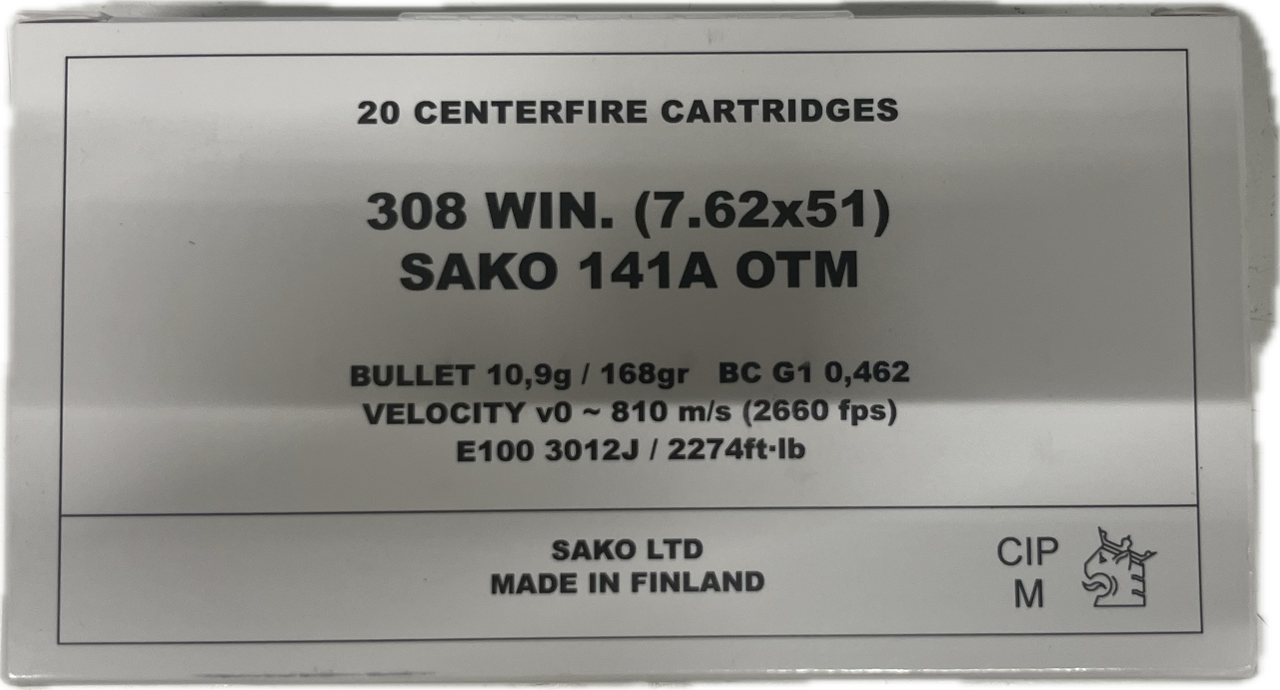 20 CENTERFIRE CARTRIDGES
308 WIN. (7.62x51)
SAKO 141A OTM
BULLET 10,9g / 168gr BC G1 0,462
VELOCITY v0 ~ 810 m/s (2660 fps)
E100 3012J / 2274ft·lb
SAKO LTD
MADE IN FINLAND
CIP
M